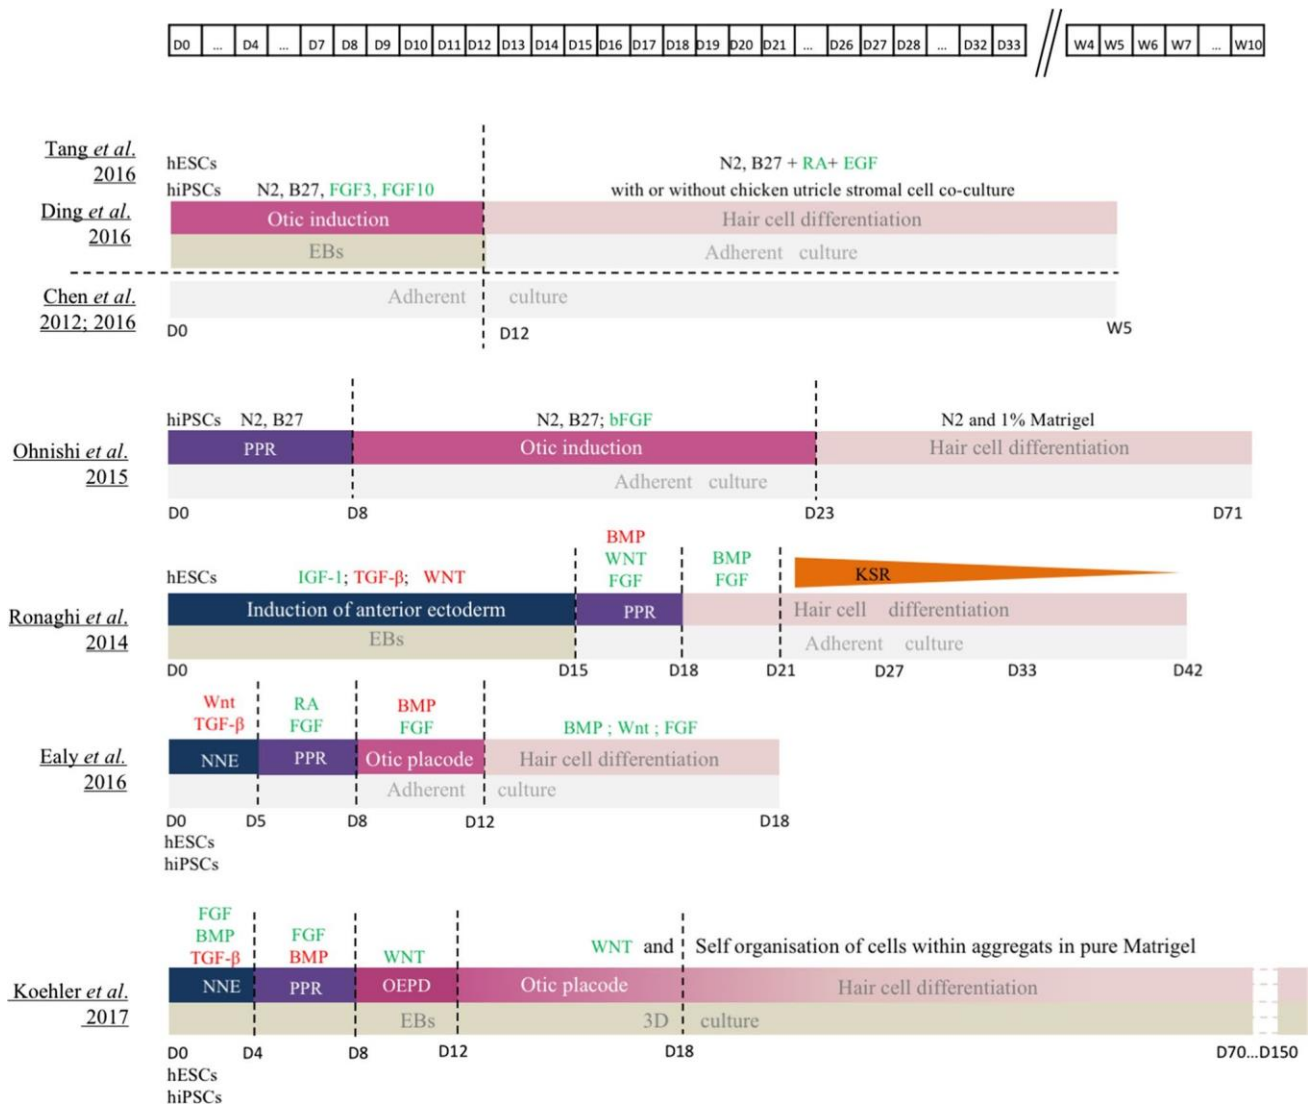 D0 ... D4 ... D7 D8 D9 D10 D11 D12 D13 D14 D15 D16 D17 D18 D19 D20 D21 ... D26 D27 D28 ... D32 D33 // W4 W5 W6 W7 ... W10
Tang et al.
2016
Ding et al.
2016
hESCs
hiPSCs N2, B27, FGF3, FGF10
N2, B27 + RA+ EGF
with or without chicken utricle stromal cell co-culture
Otic induction
Hair cell differentiation
EBs
Adherent culture
Chen et al.
2012; 2016
Adherent culture
D0 D12 W5
Ohnishi et al.
2015
hiPSCs N2, B27
N2, B27; bFGF
N2 and 1% Matrigel
PPR
Otic induction
Hair cell differentiation
Adherent culture
D0 D8 D23 D71
Ronaghi et al.
2014
hESCs
IGF-1; TGF-β; WNT
BMP
WNT
FGF
BMP
FGF
KSR
Induction of anterior ectoderm
PPR
Hair cell differentiation
EBs
Adherent culture
D0 D15 D18 D21 D27 D33 D42
Ealy et al.
2016
Wnt
TGF-β
RA
FGF
BMP
FGF
BMP ; Wnt ; FGF
NNE
PPR
Otic placode
Hair cell differentiation
Adherent culture
D0 D5 D8 D12 D18
hESCs
hiPSCs
Koehler et al.
2017
FGF
BMP
TGF-β
FGF
BMP
WNT
WNT and Self organisation of cells within aggregats in pure Matrigel
NNE
PPR
OEPD
Otic placode
Hair cell differentiation
EBs
3D culture
D0 D4 D8 D12 D18 D70...D150
hESCs
hiPSCs